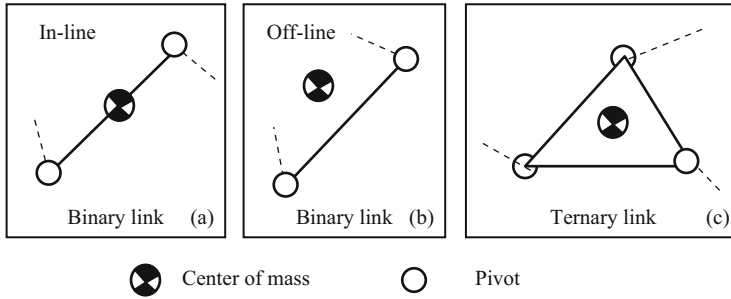 In-line
Binary link (a)
Off-line
Binary link (b)
Ternary link (c)
Center of mass
Pivot